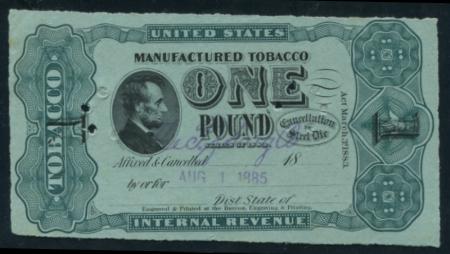 UNITED STATES
MANUFACTURED TOBACCO
ONE
POUND
TOBACCO
Cancellation
by
Steel Die
Act March 3rd 1883.
Affixed & Cancelled 18
AUG 1 1885
by or for
Dist. State of
Engraved & Printed at the Bureau, Engraving & Printing.
INTERNAL REVENUE